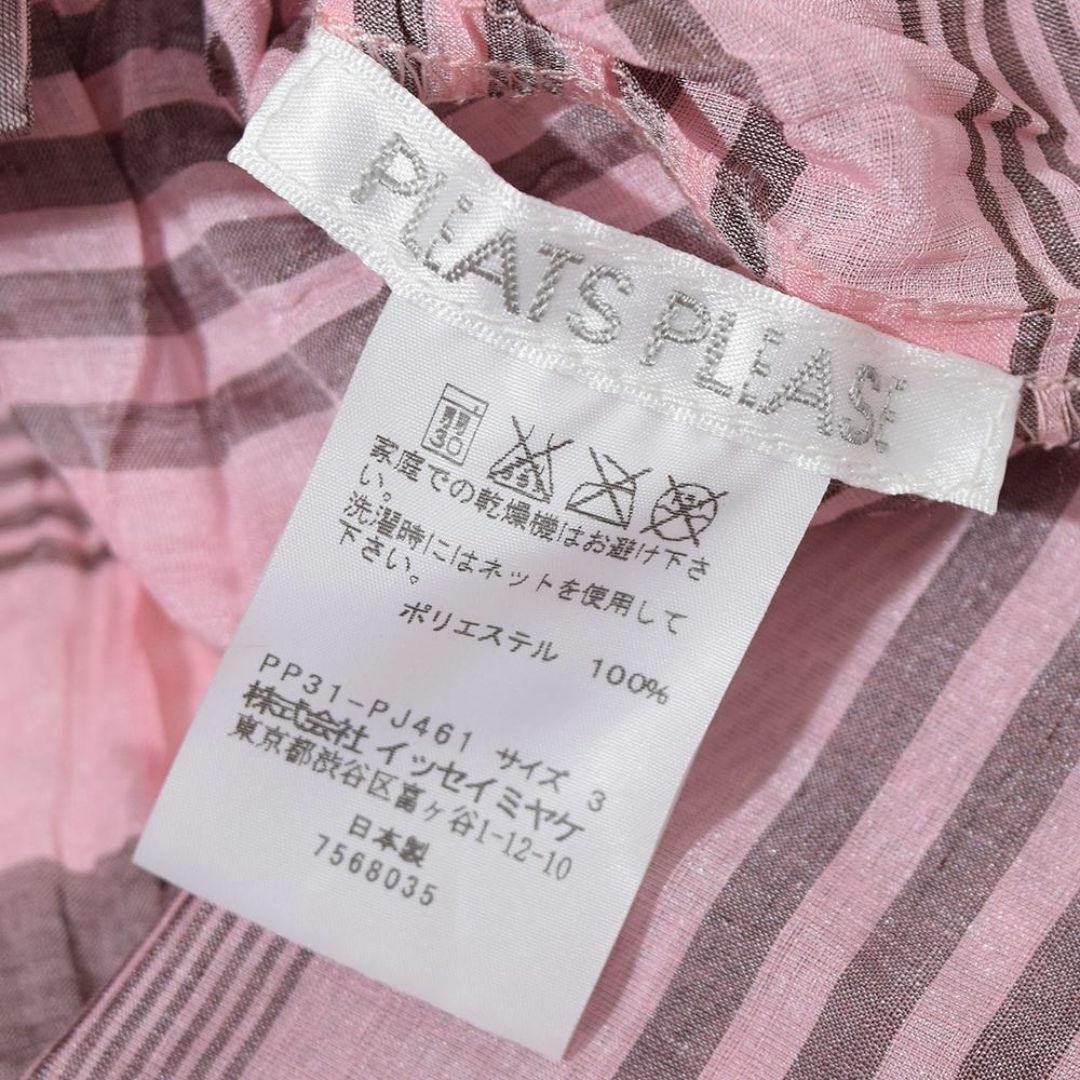 PLEATS PLEASE
弱
30
家庭での乾燥機はお避け下さ
い。
洗濯時にはネットを使用して
下さい。
ポリエステル 100%
PP31-PJ461 サイズ 3
株式会社 イッセイミヤケ
東京都渋谷区富ヶ谷1-12-10
日本製
7568035